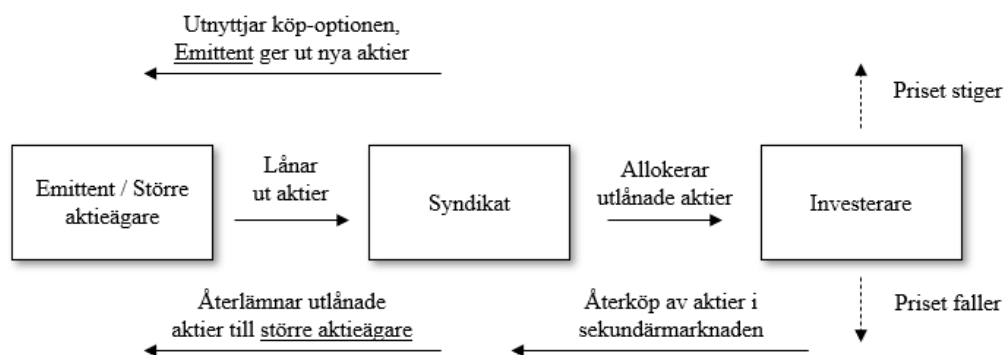 Utnyttjar köp-optionen,
Emittent ger ut nya aktier
Priset stiger
Emittent / Större
aktieägare
Lånar
ut aktier
Syndikat
Allokerar
utlånade aktier
Investerare
Återlämnar utlånade
aktier till större aktieägare
Återköp av aktier i
sekundärmarknaden
Priset faller